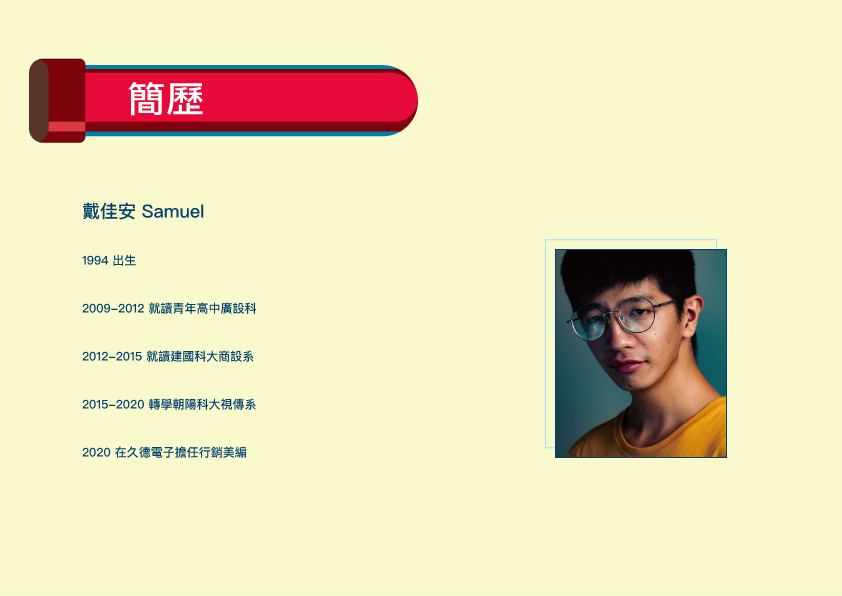 簡歷
戴佳安 Samuel
1994 出生
2009–2012 就讀青年高中廣設科
2012–2015 就讀建國科大商設系
2015–2020 轉學朝陽科大視傳系
2020 在久德電子擔任行銷美編